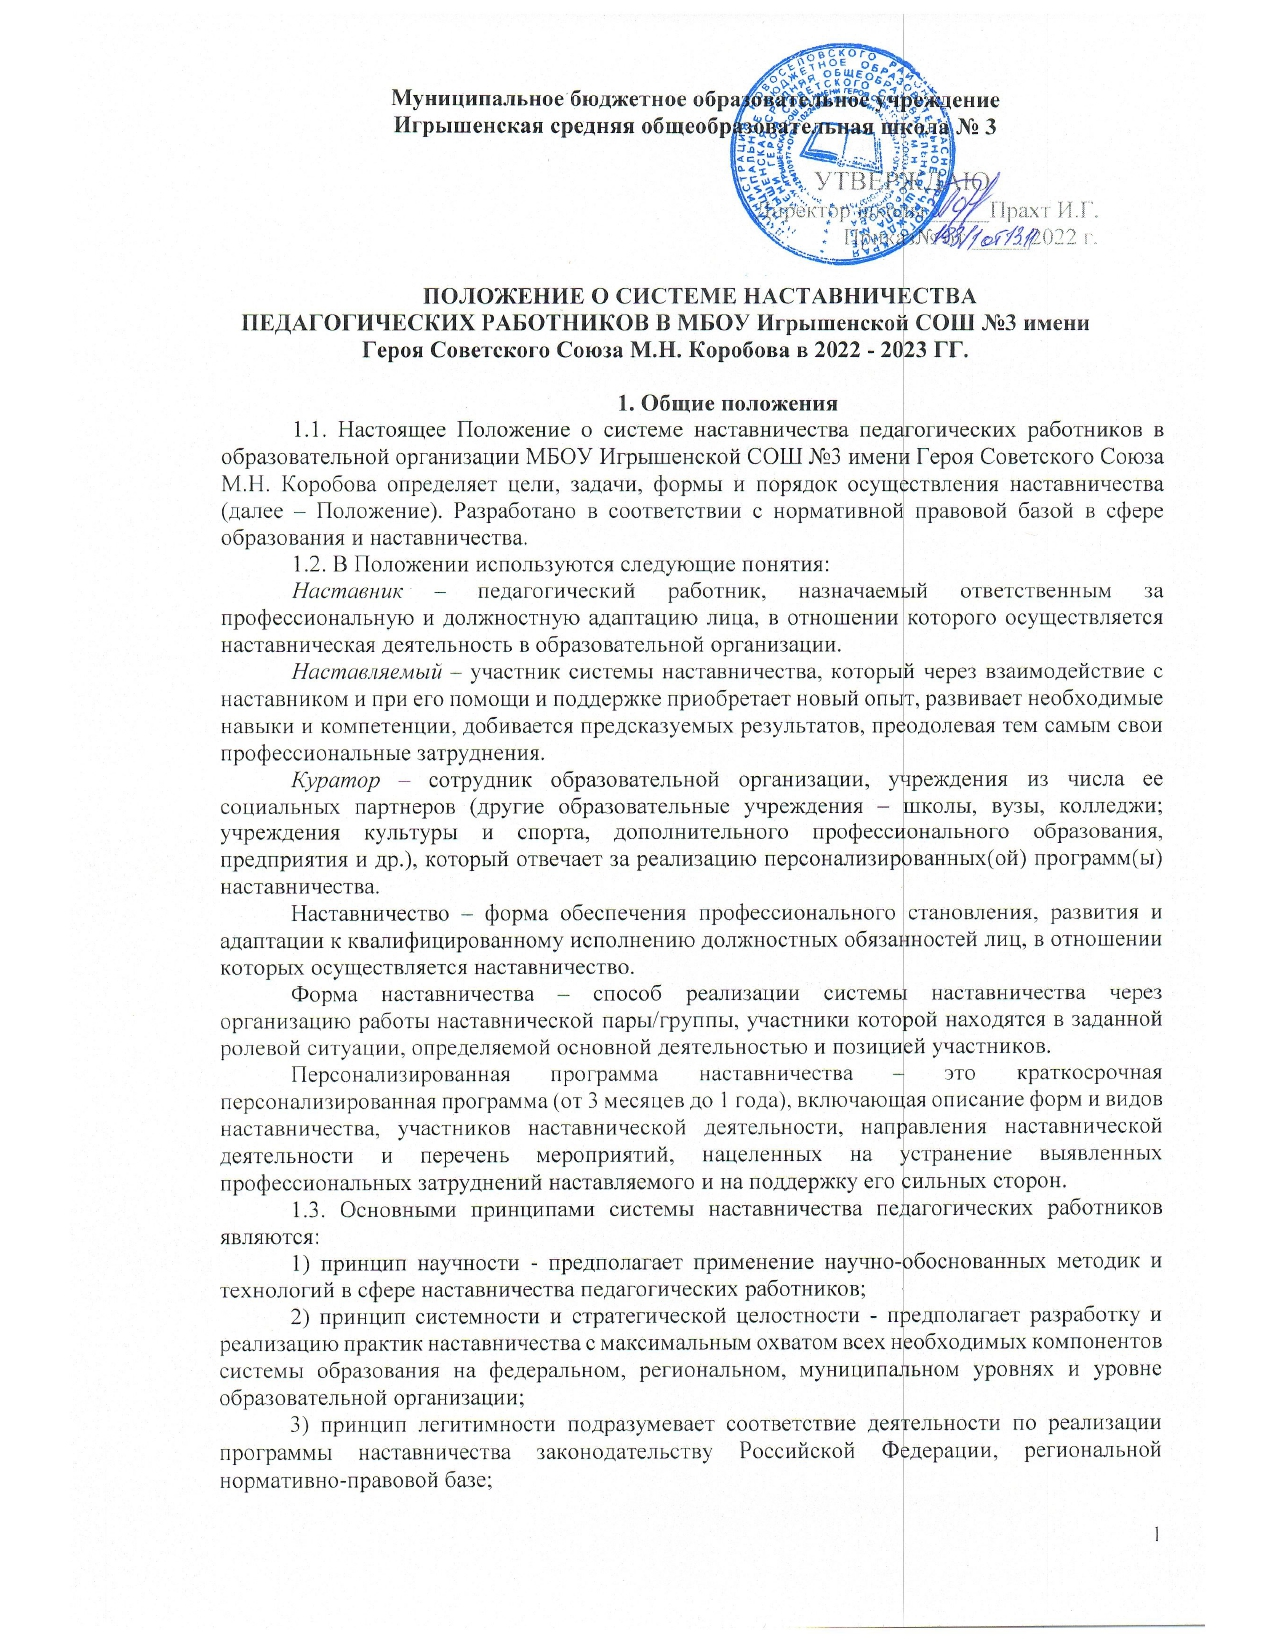 Муниципальное бюджетное образовательное учреждение
Игрышенская средняя общеобразовательная школа № 3
УТВЕРЖДАЮ
Директор школы ______Прахт И.Г.
Приказ № 193/1 от 13.11 2022 г.
ПОЛОЖЕНИЕ О СИСТЕМЕ НАСТАВНИЧЕСТВА
ПЕДАГОГИЧЕСКИХ РАБОТНИКОВ В МБОУ Игрышенской СОШ №3 имени
Героя Советского Союза М.Н. Коробова в 2022 - 2023 ГГ.
1. Общие положения
1.1. Настоящее Положение о системе наставничества педагогических работников в
образовательной организации МБОУ Игрышенской СОШ №3 имени Героя Советского Союза
М.Н. Коробова определяет цели, задачи, формы и порядок осуществления наставничества
(далее – Положение). Разработано в соответствии с нормативной правовой базой в сфере
образования и наставничества.
1.2. В Положении используются следующие понятия:
Наставник – педагогический работник, назначаемый ответственным за
профессиональную и должностную адаптацию лица, в отношении которого осуществляется
наставническая деятельность в образовательной организации.
Наставляемый – участник системы наставничества, который через взаимодействие с
наставником и при его помощи и поддержке приобретает новый опыт, развивает необходимые
навыки и компетенции, добивается предсказуемых результатов, преодолевая тем самым свои
профессиональные затруднения.
Куратор – сотрудник образовательной организации, учреждения из числа ее
социальных партнеров (другие образовательные учреждения – школы, вузы, колледжи;
учреждения культуры и спорта, дополнительного профессионального образования,
предприятия и др.), который отвечает за реализацию персонализированных(ой) программ(ы)
наставничества.
Наставничество – форма обеспечения профессионального становления, развития и
адаптации к квалифицированному исполнению должностных обязанностей лиц, в отношении
которых осуществляется наставничество.
Форма наставничества – способ реализации системы наставничества через
организацию работы наставнической пары/группы, участники которой находятся в заданной
ролевой ситуации, определяемой основной деятельностью и позицией участников.
Персонализированная программа наставничества – это краткосрочная
персонализированная программа (от 3 месяцев до 1 года), включающая описание форм и видов
наставничества, участников наставнической деятельности, направления наставнической
деятельности и перечень мероприятий, нацеленных на устранение выявленных
профессиональных затруднений наставляемого и на поддержку его сильных сторон.
1.3. Основными принципами системы наставничества педагогических работников
являются:
1) принцип научности - предполагает применение научно-обоснованных методик и
технологий в сфере наставничества педагогических работников;
2) принцип системности и стратегической целостности - предполагает разработку и
реализацию практик наставничества с максимальным охватом всех необходимых компонентов
системы образования на федеральном, региональном, муниципальном уровнях и уровне
образовательной организации;
3) принцип легитимности подразумевает соответствие деятельности по реализации
программы наставничества законодательству Российской Федерации, региональной
нормативно-правовой базе;
1